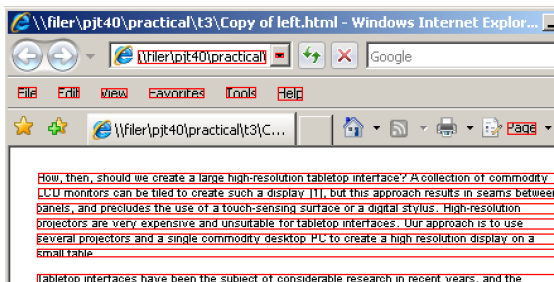 \\filer\pjt40\practical\t3\Copy of left.html - Windows Internet Explor...
\\filer\pjt40\practical\
Google
File Edit View Favorites Tools Help
\\filer\pjt40\practical\t3\C...
Page
How, then, should we create a large high-resolution tabletop interface? A collection of commodity
LCD monitors can be tiled to create such a display [1], but this approach results in seams between
panels, and precludes the use of a touch-sensing surface or a digital stylus. High-resolution
projectors are very expensive and unsuitable for tabletop interfaces. Our approach is to use
several projectors and a single commodity desktop PC to create a high resolution display on a
small table.
Tabletop interfaces have been the subject of considerable research in recent years, and the